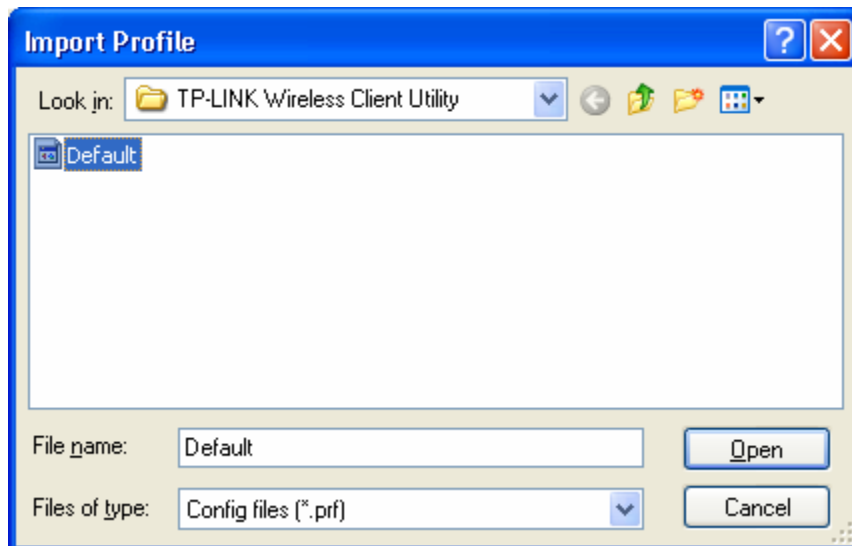 Import Profile
Look in: TP-LINK Wireless Client Utility
Default
File name: Default
Open
Files of type: Config files (*.prf)
Cancel